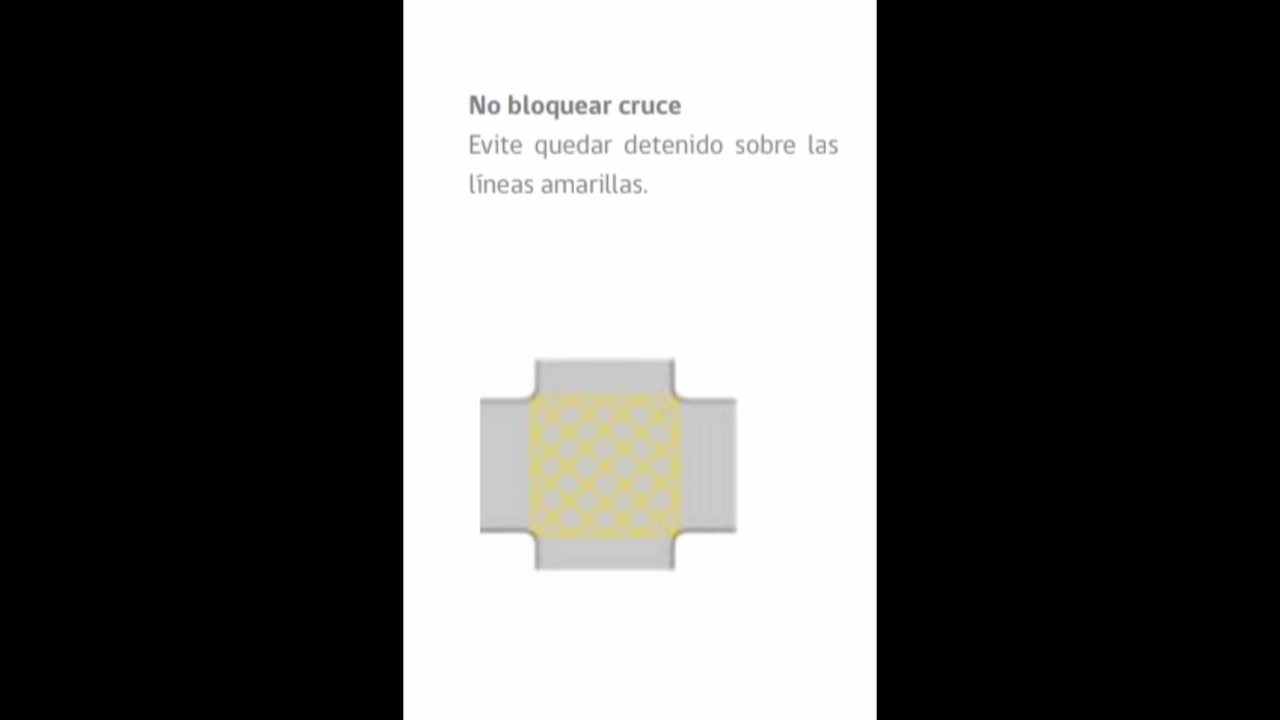 No bloquear cruce
Evite quedar detenido sobre las
líneas amarillas.